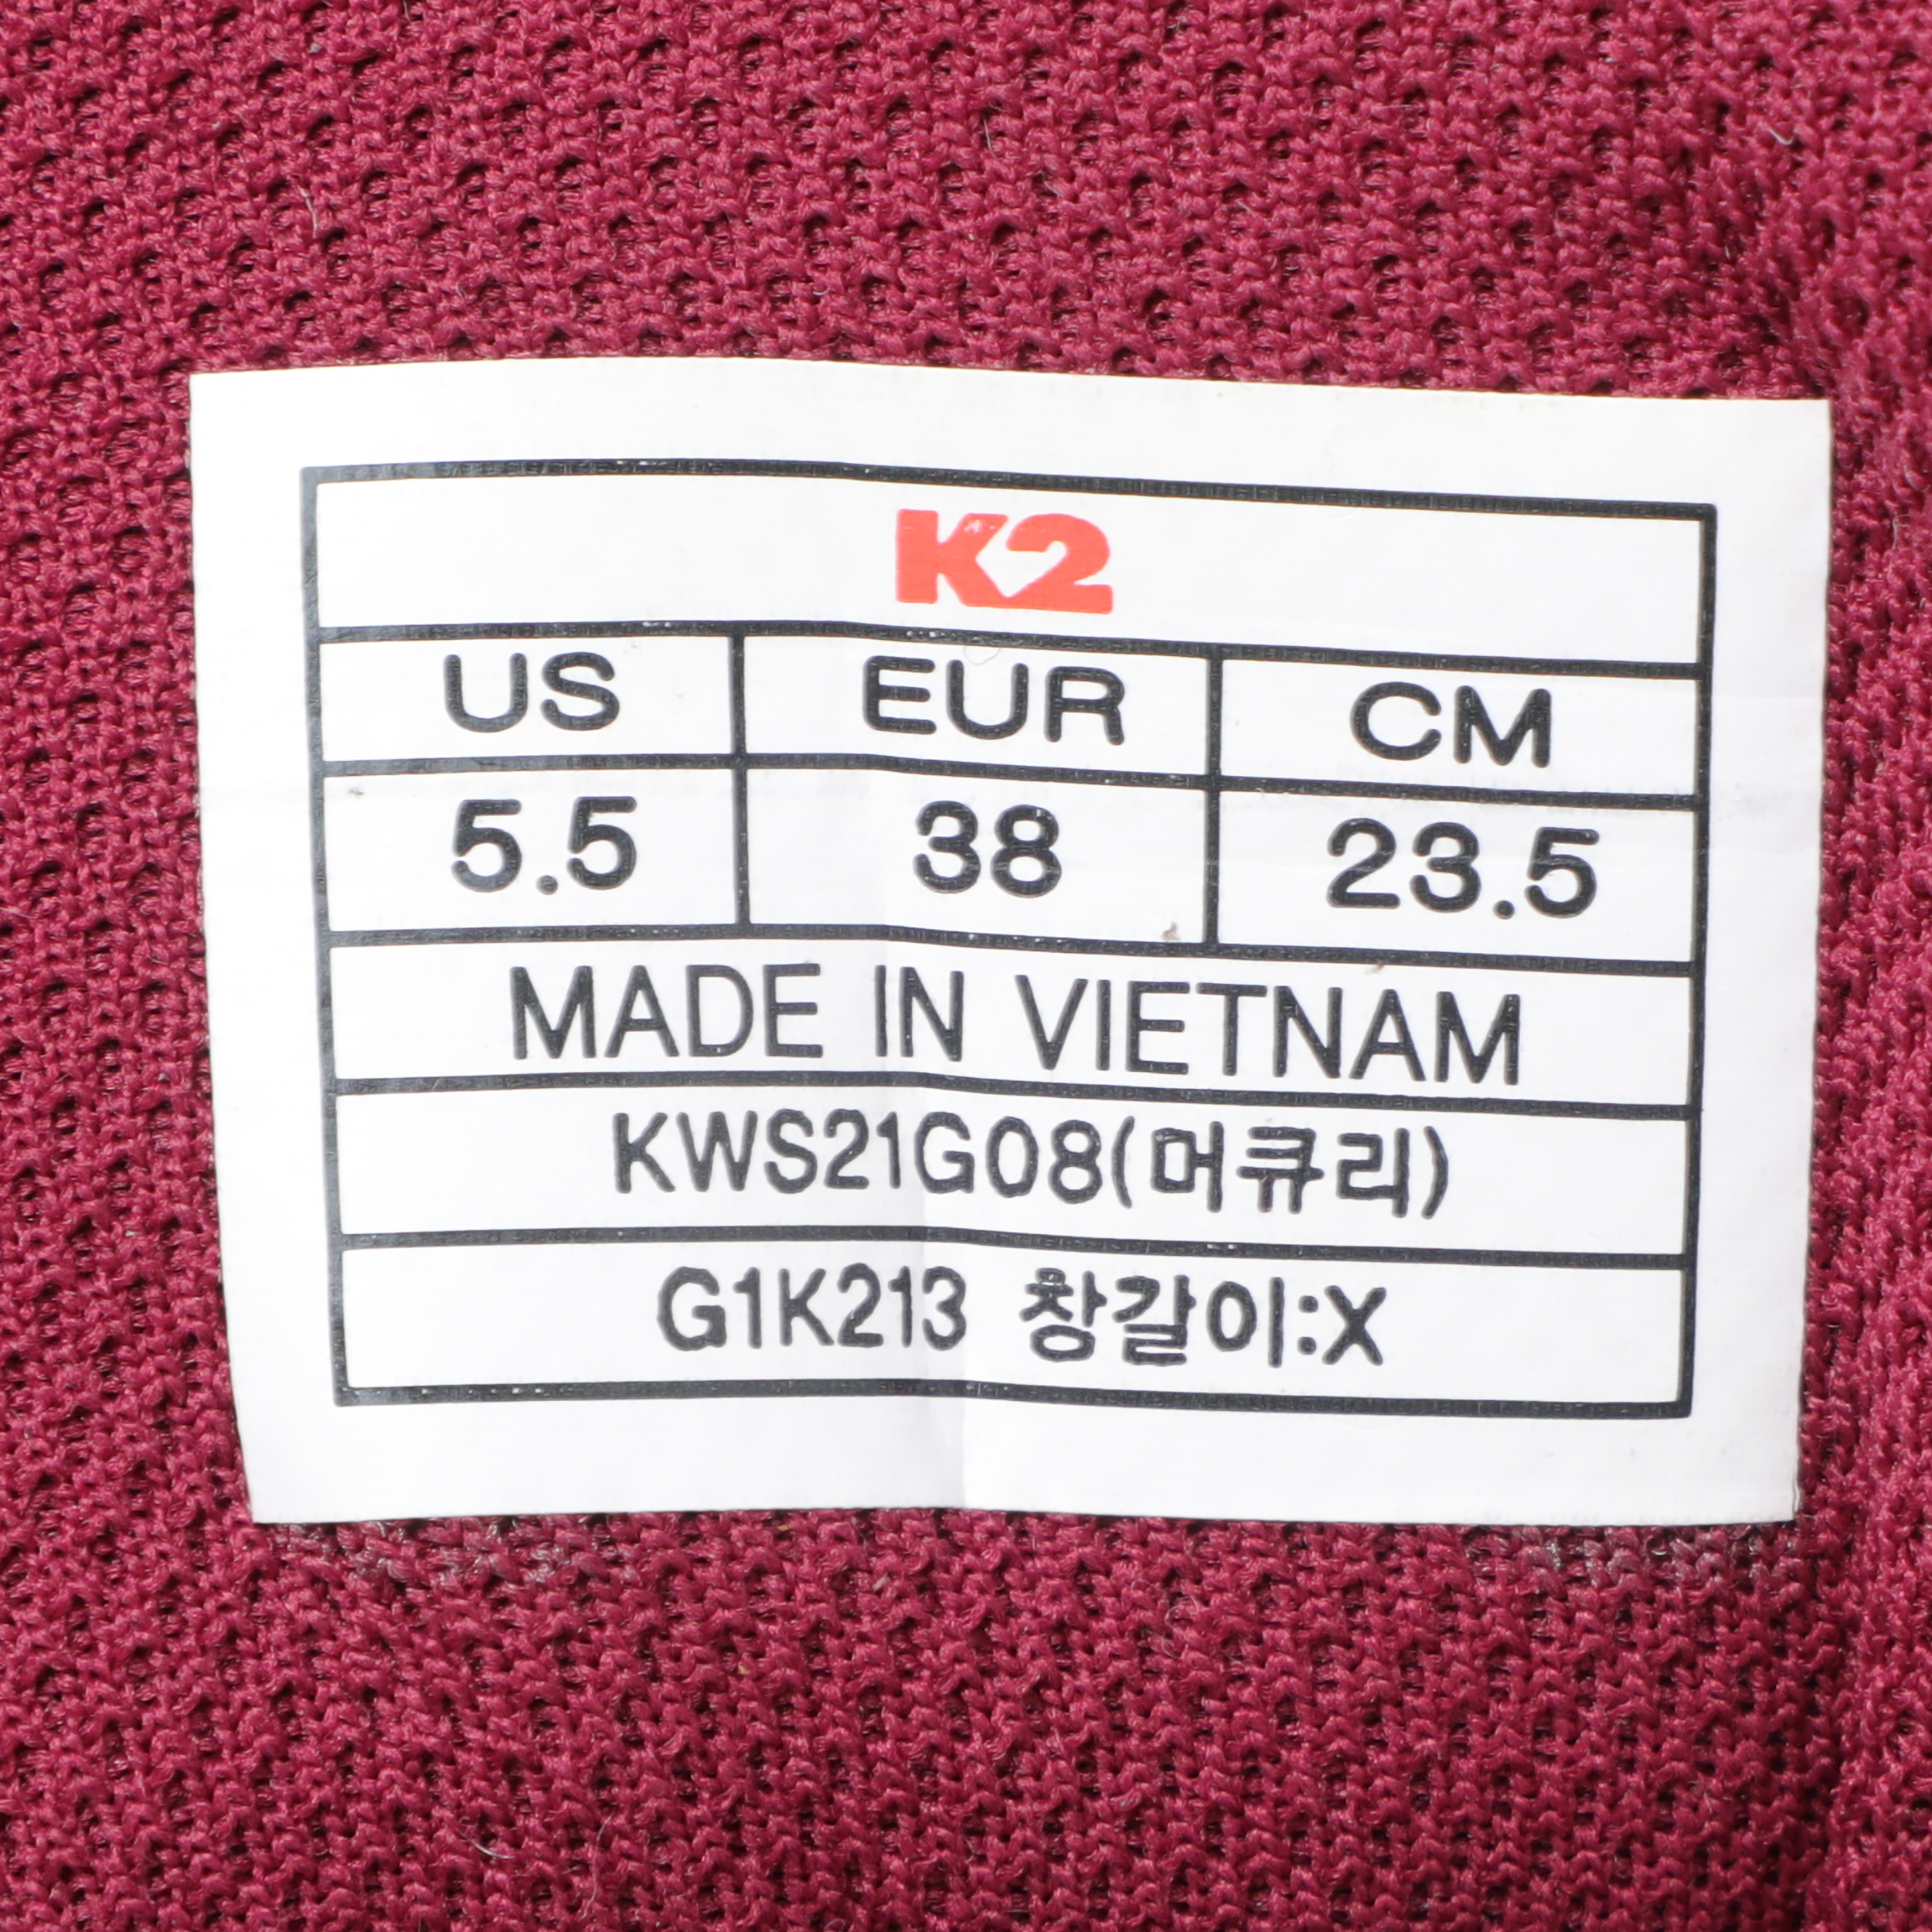 K2
US EUR CM
5.5 38 23.5
MADE IN VIETNAM
KWS21G08(머큐리)
G1K213 창갈이:X